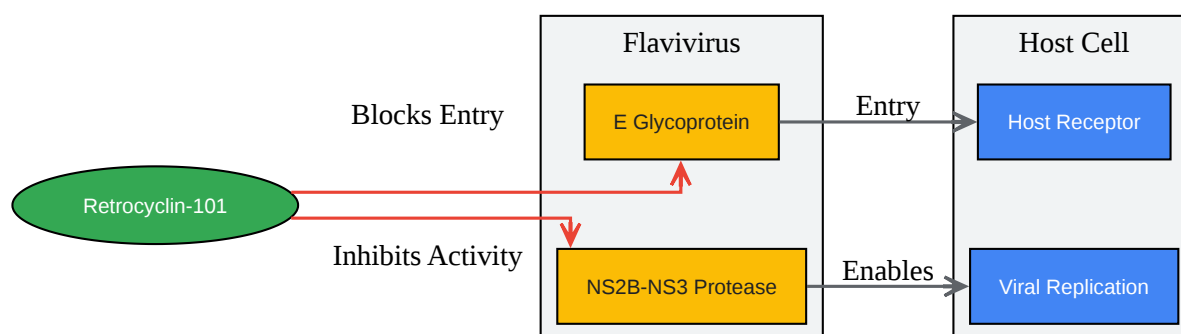 Flavivirus
Host Cell
Blocks Entry
E Glycoprotein
Entry
Host Receptor
Retrocyclin-101
Inhibits Activity
NS2B-NS3 Protease
Enables
Viral Replication